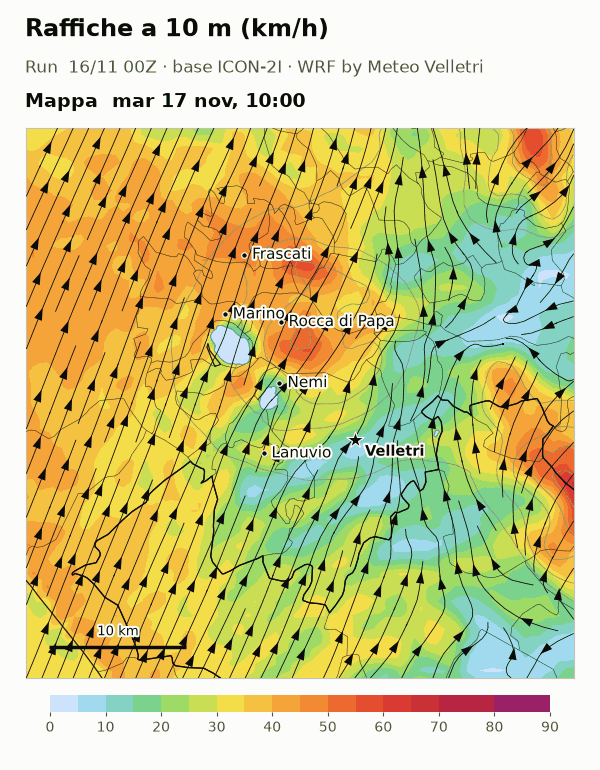 Raffiche a 10 m (km/h)
Run  16/11 00Z · base ICON-2I · WRF by Meteo Velletri
Mappa  mar 17 nov, 10:00
Frascati
Marino
Rocca di Papa
Nemi
Lanuvio
Velletri
10 km
0 10 20 30 40 50 60 70 80 90